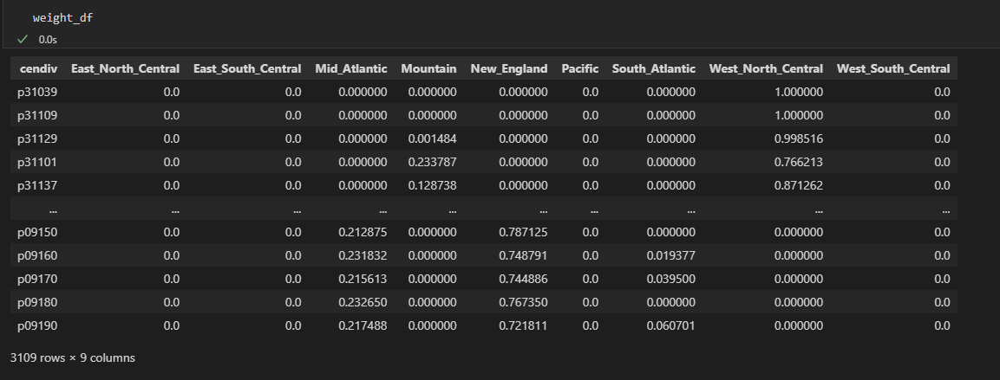 weight_df
0.0s
cendiv East_North_Central East_South_Central Mid_Atlantic Mountain New_England Pacific South_Atlantic West_North_Central West_South_Central
p31039 0.0 0.0 0.000000 0.000000 0.000000 0.0 0.000000 1.000000 0.0
p31109 0.0 0.0 0.000000 0.000000 0.000000 0.0 0.000000 1.000000 0.0
p31129 0.0 0.0 0.000000 0.001484 0.000000 0.0 0.000000 0.998516 0.0
p31101 0.0 0.0 0.000000 0.233787 0.000000 0.0 0.000000 0.766213 0.0
p31137 0.0 0.0 0.000000 0.128738 0.000000 0.0 0.000000 0.871262 0.0
... ... ... ... ... ... ... ... ... ...
p09150 0.0 0.0 0.212875 0.000000 0.787125 0.0 0.000000 0.000000 0.0
p09160 0.0 0.0 0.231832 0.000000 0.748791 0.0 0.019377 0.000000 0.0
p09170 0.0 0.0 0.215613 0.000000 0.744886 0.0 0.039500 0.000000 0.0
p09180 0.0 0.0 0.232650 0.000000 0.767350 0.0 0.000000 0.000000 0.0
p09190 0.0 0.0 0.217488 0.000000 0.721811 0.0 0.060701 0.000000 0.0
3109 rows × 9 columns